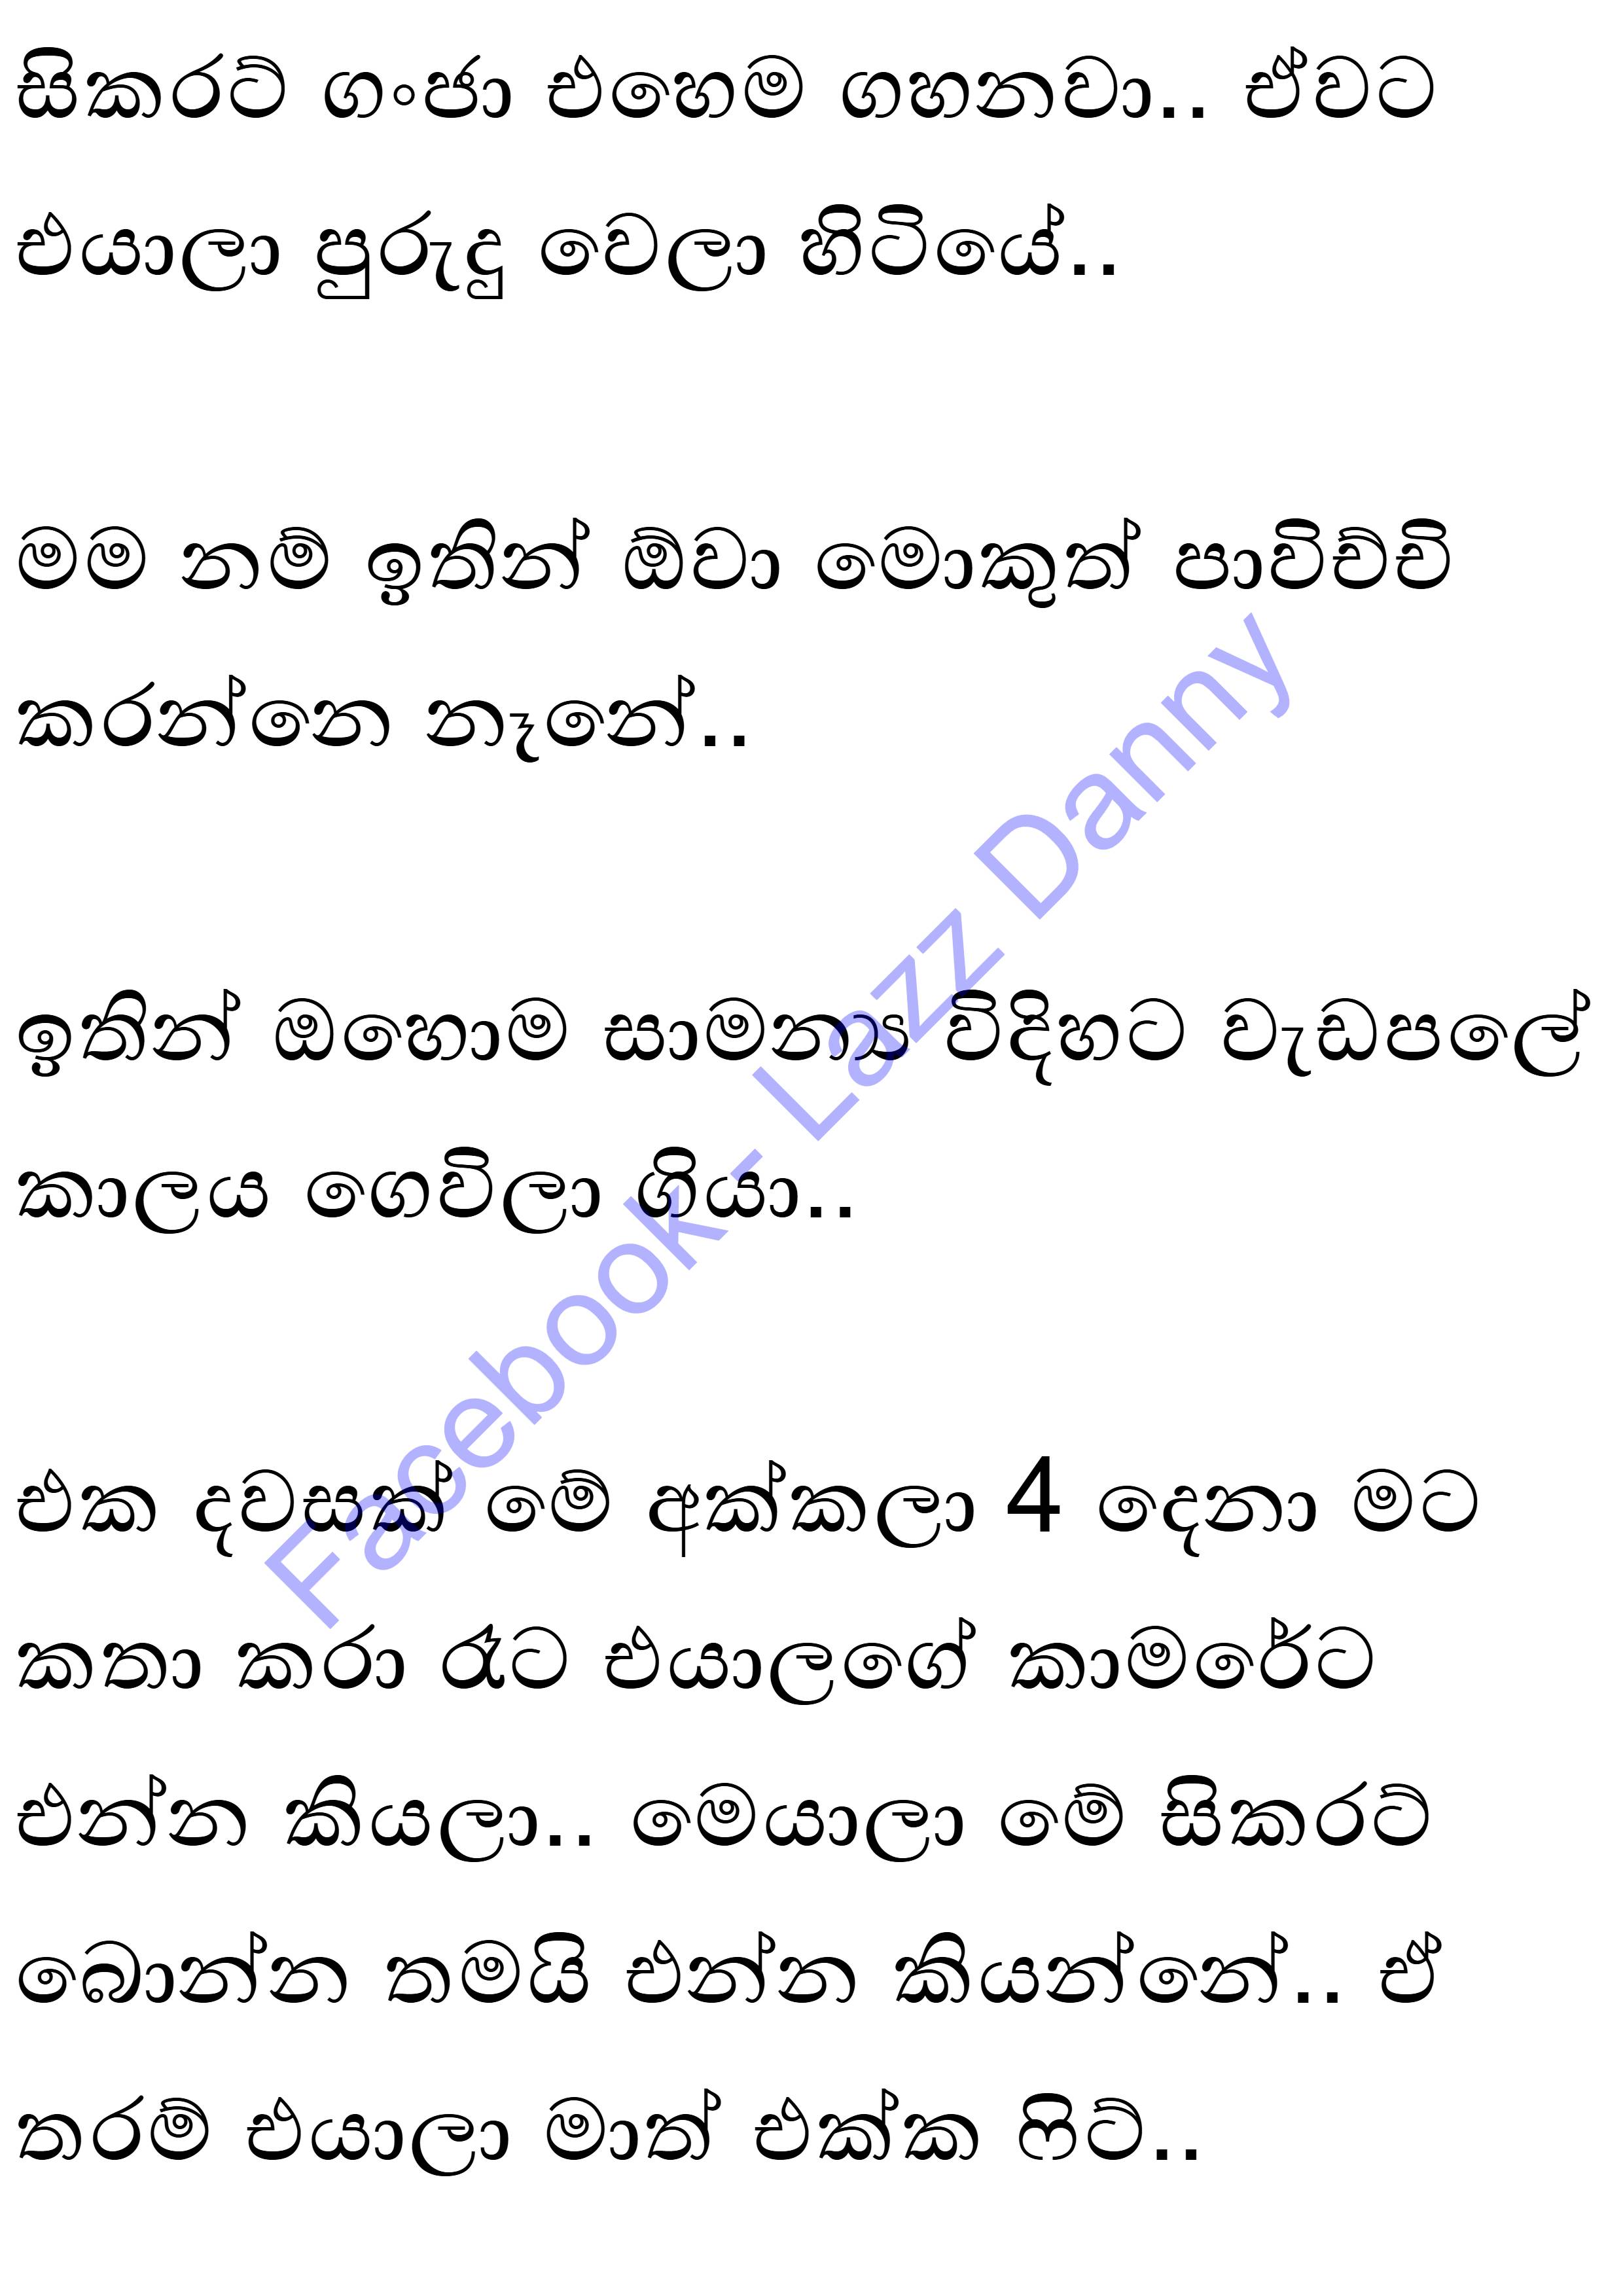 සිකරට් ගංජා එහෙම ගහනවා.. ඒවට
එයාලා පුරුදු වෙලා හිටියේ..
මම නම් ඉතින් ඕවා මොකුත් පාවිච්චි
කරන්නෙ නෑනේ..
ඉතින් ඔහොම සාමන්‍ය විදිහට වැඩපලේ
කාලය ගෙවිලා ගියා..
එක දවසක් මේ අක්කලා 4 දෙනා මට
කතා කරා රෑට එයාලගේ කාමරේට
එන්න කියලා.. මෙයාලා මේ සිකරට්
බොන්න තමයි එන්න කියන්නේ.. ඒ
තරම් එයාලා මාත් එක්ක ෆිට්..
Facebook - Lazz Danny